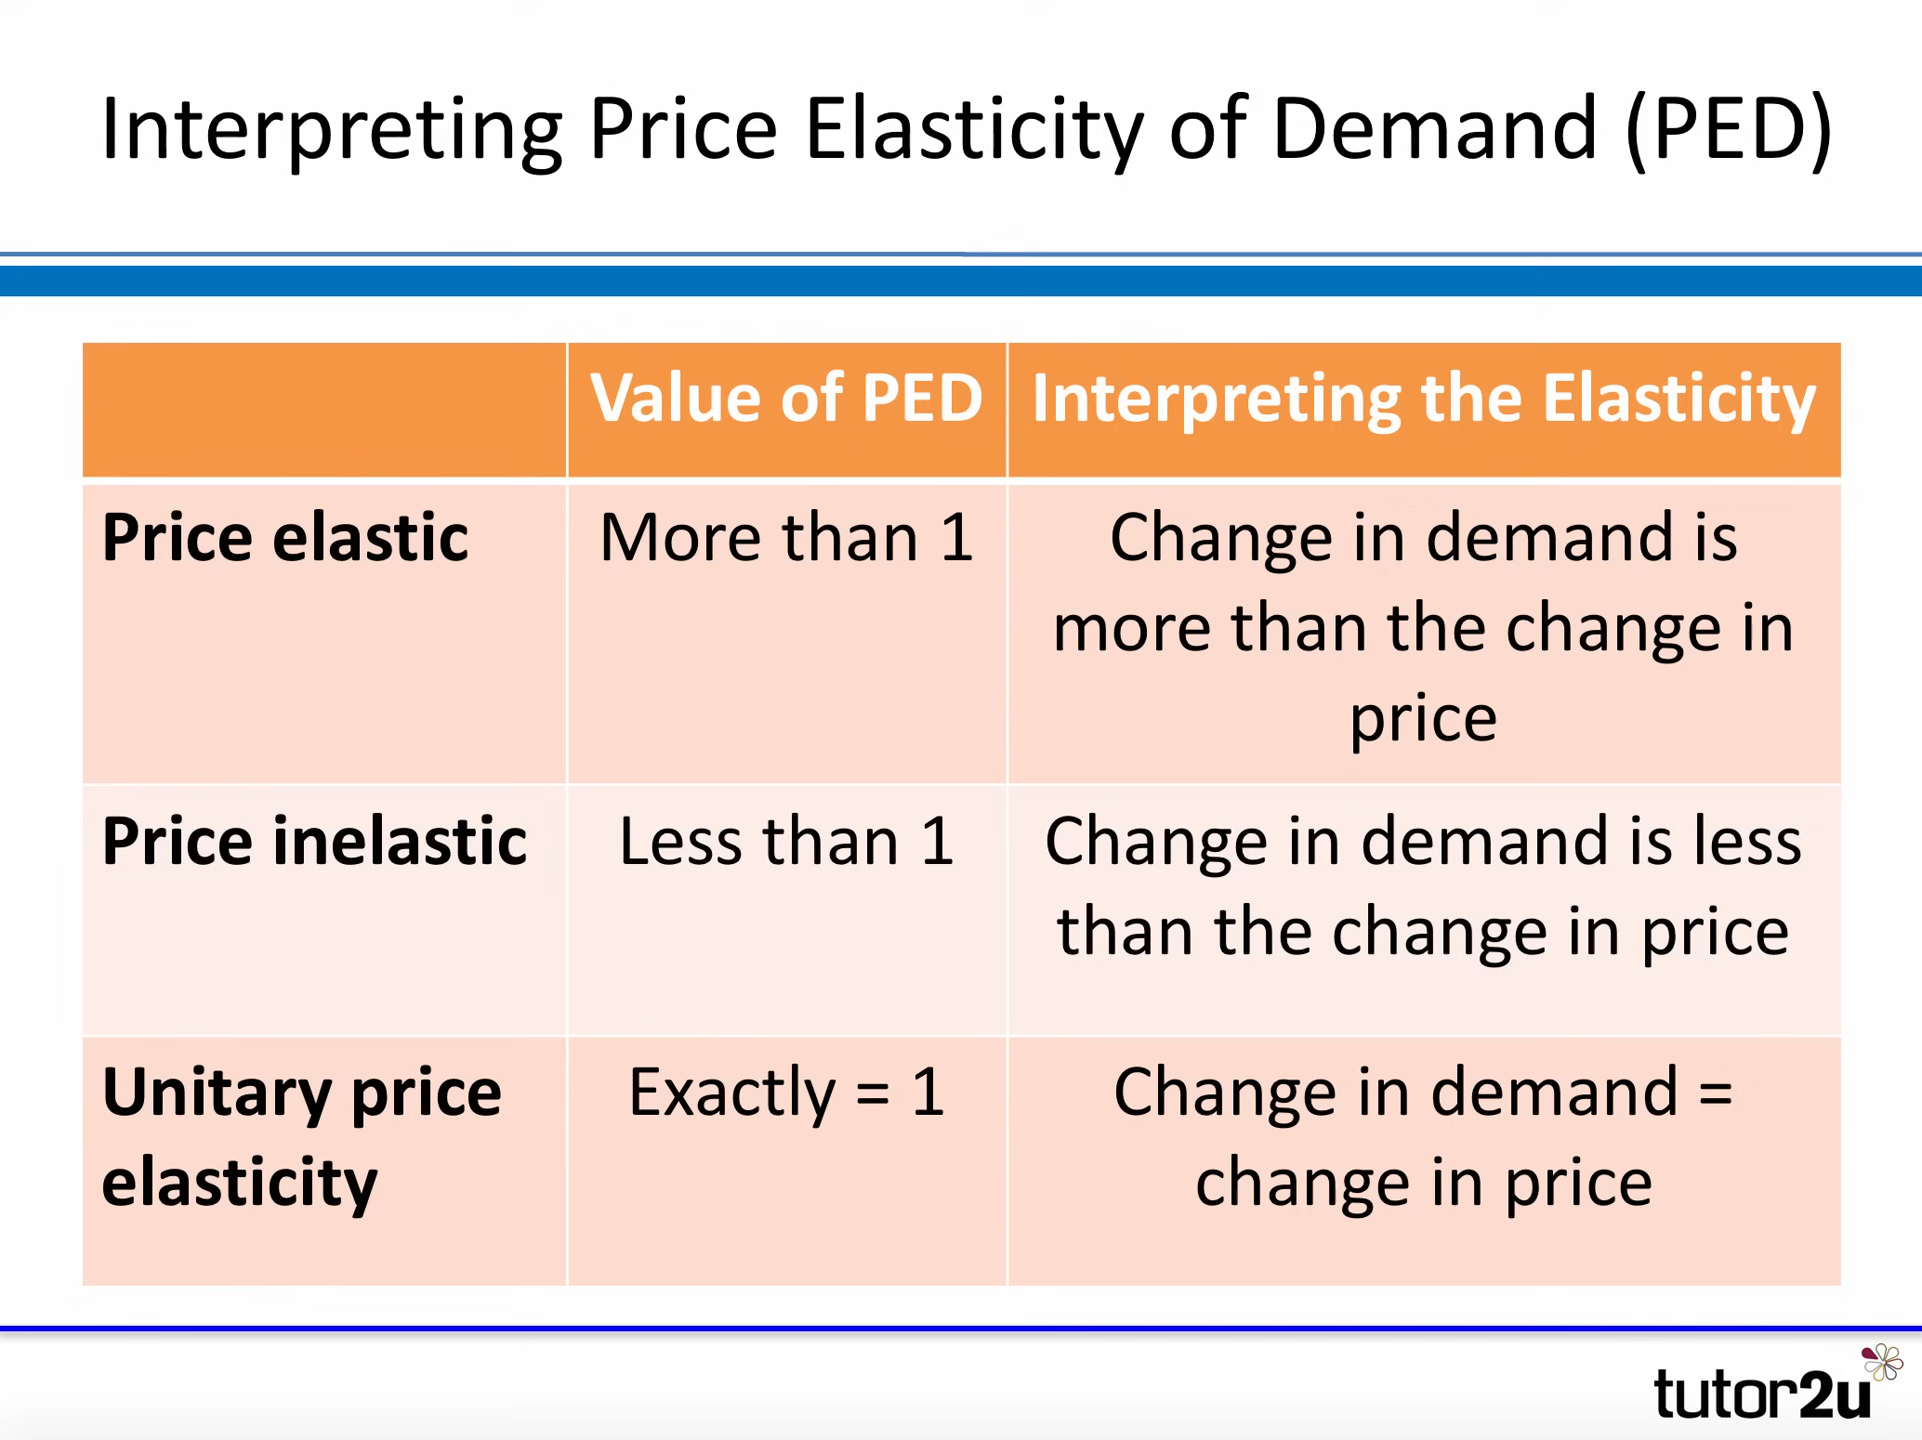 Interpreting Price Elasticity of Demand (PED)
Value of PED
Interpreting the Elasticity
Price elastic
More than 1
Change in demand is
more than the change in
price
Price inelastic
Less than 1
Change in demand is less
than the change in price
Unitary price
elasticity
Exactly = 1
Change in demand =
change in price
tutor2u